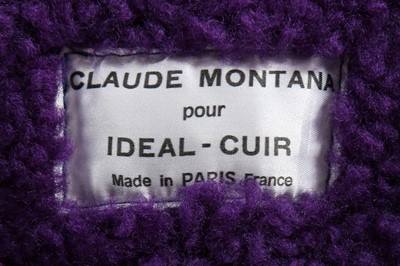 CLAUDE MONTANA
pour
IDEAL - CUIR
Made in PARIS France